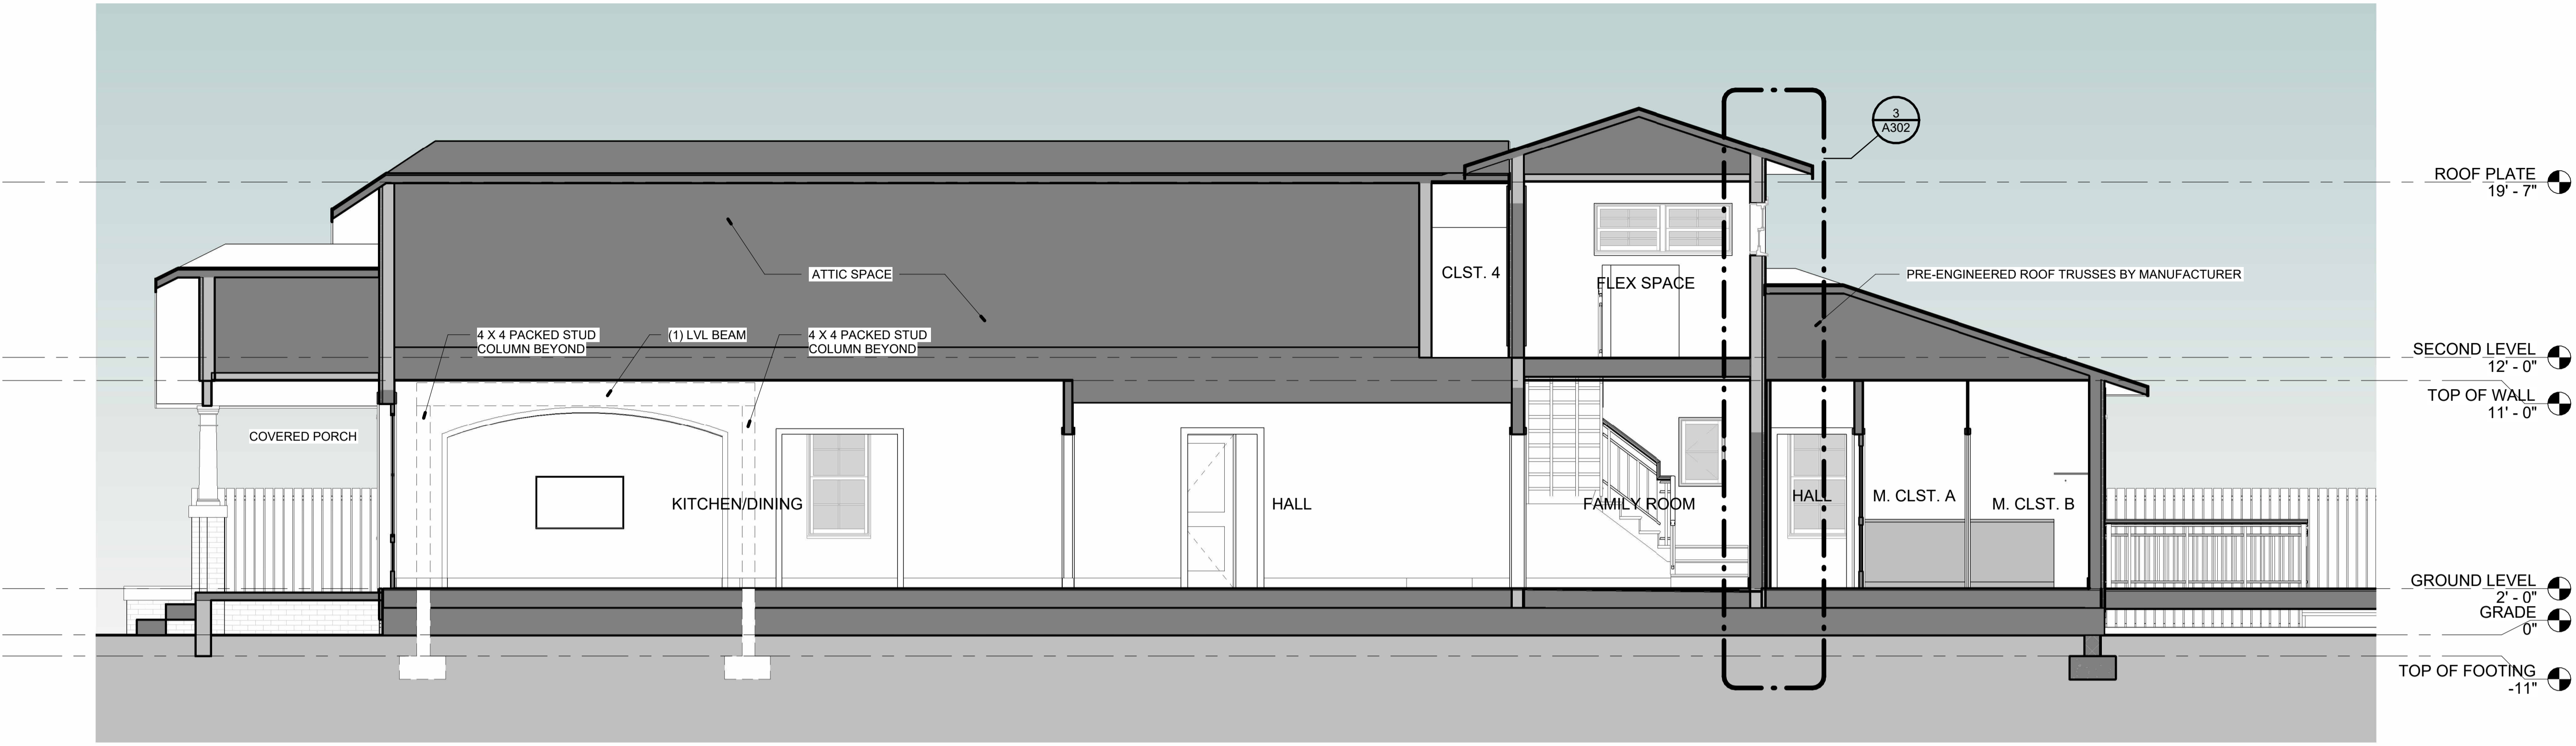 3
A302
ROOF PLATE
19' - 7"
ATTIC SPACE
CLST. 4
FLEX SPACE
PRE-ENGINEERED ROOF TRUSSES BY MANUFACTURER
4 X 4 PACKED STUD
COLUMN BEYOND
(1) LVL BEAM
4 X 4 PACKED STUD
COLUMN BEYOND
SECOND LEVEL
12' - 0"
TOP OF WALL
11' - 0"
COVERED PORCH
KITCHEN/DINING
HALL
FAMILY ROOM
HALL
M. CLST. A
M. CLST. B
GROUND LEVEL
2' - 0"
GRADE
0"
TOP OF FOOTING
-11"